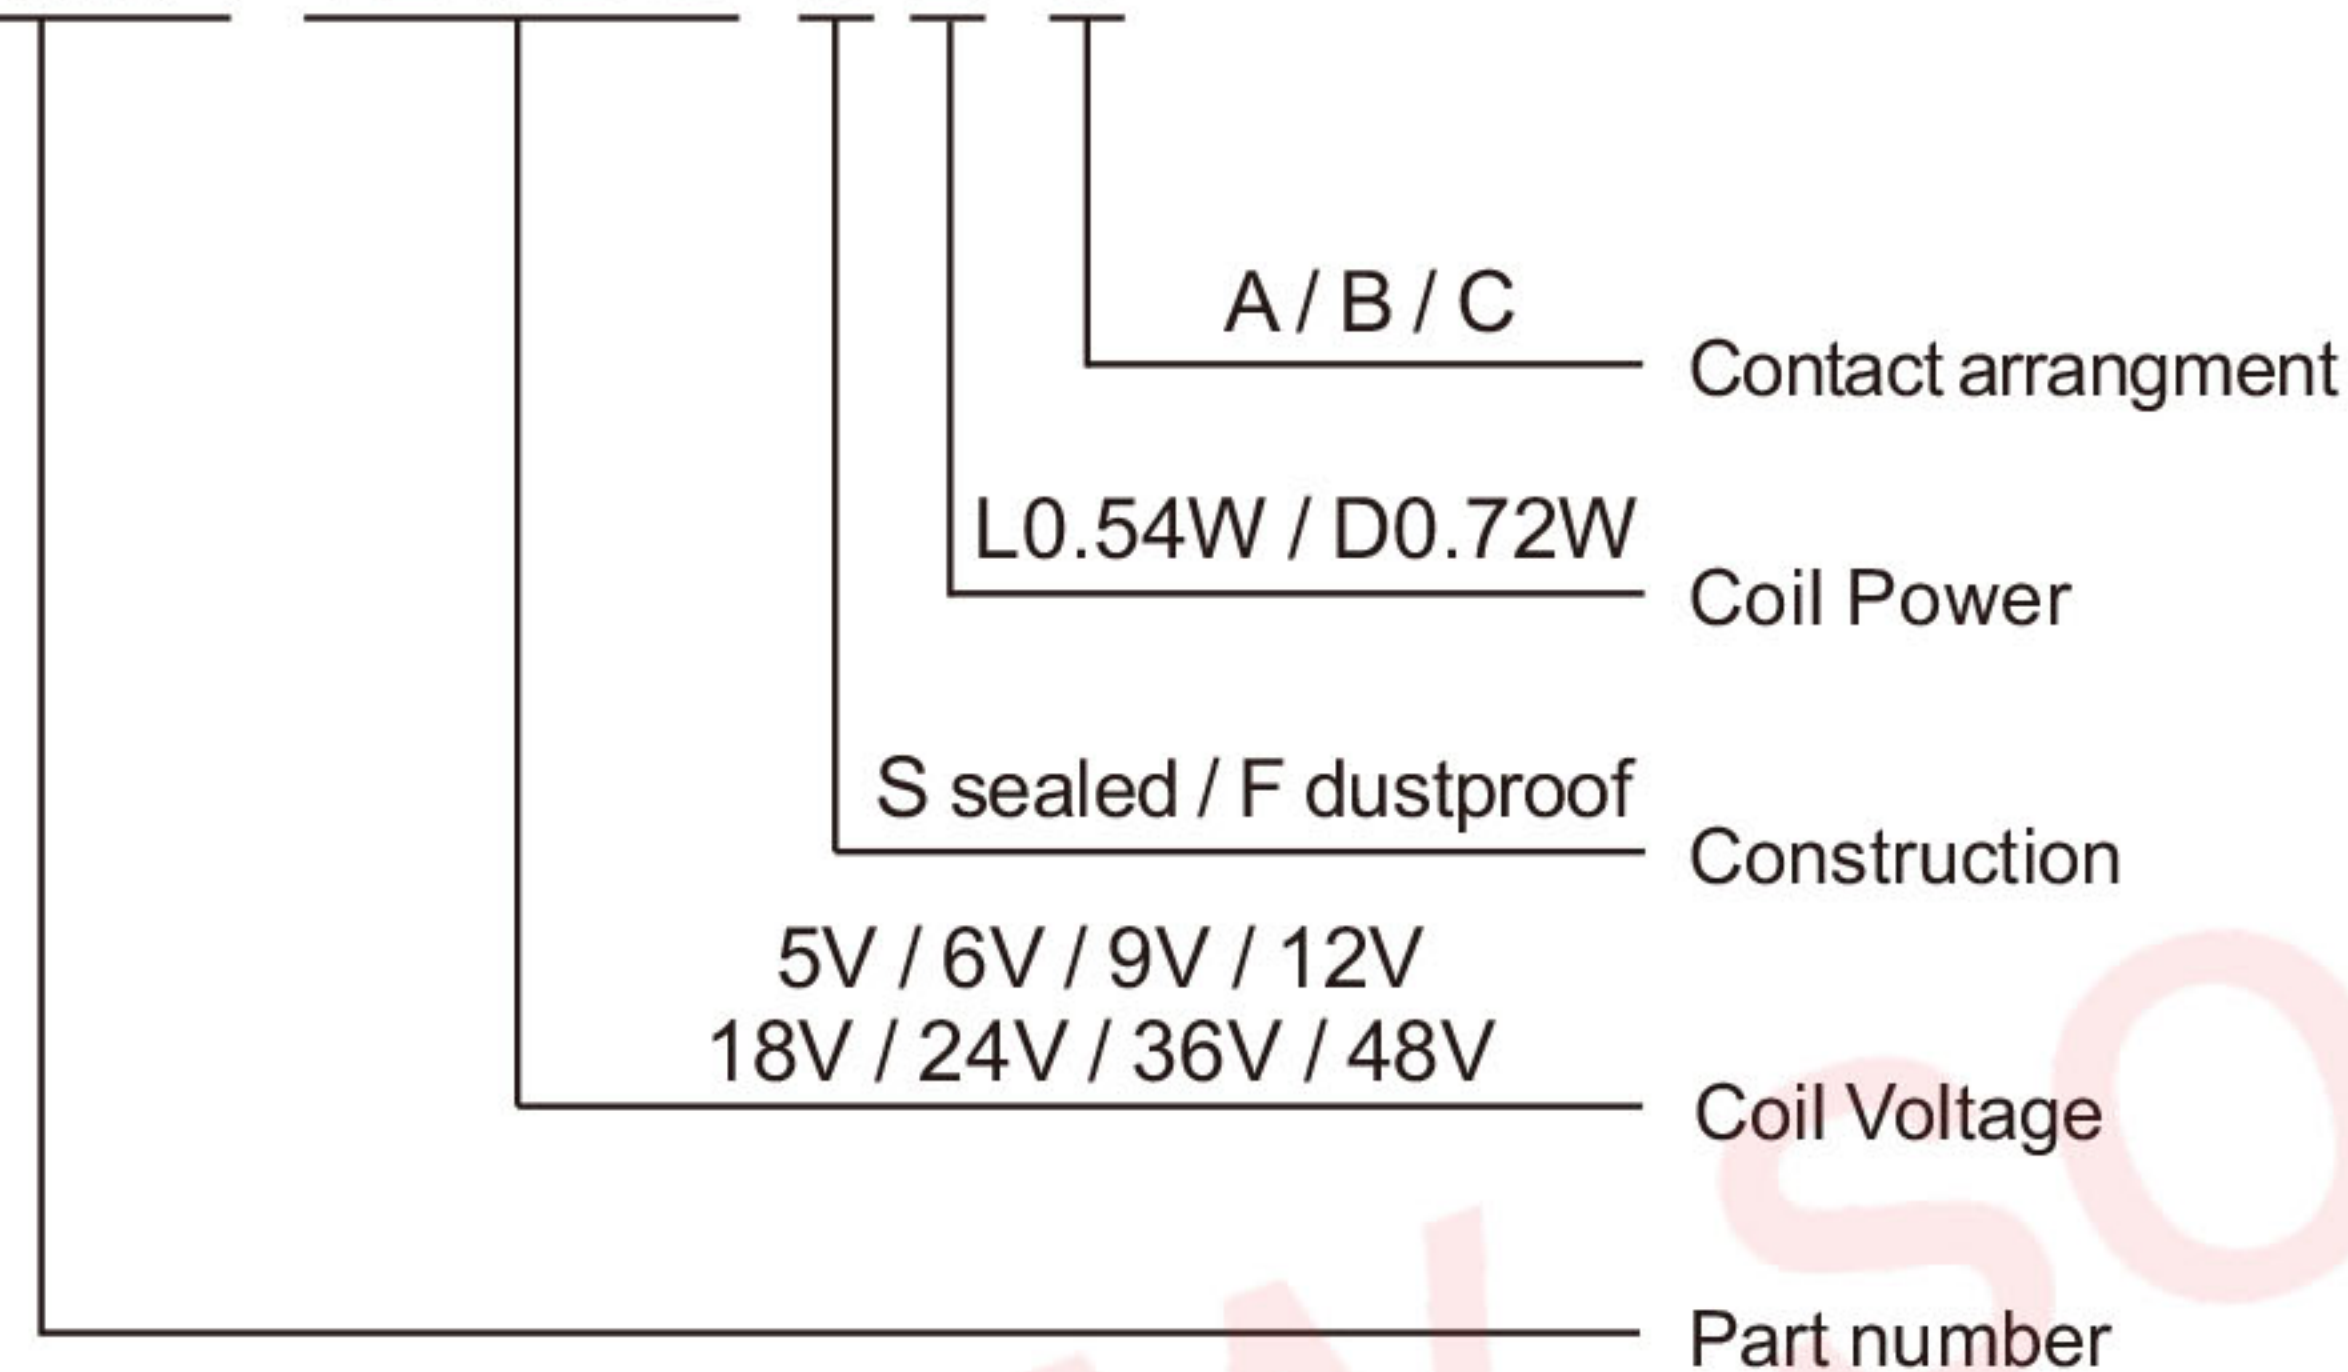 A / B / C
Contact arrangment
L0.54W / D0.72W
Coil Power
S sealed / F dustproof
Construction
5V / 6V / 9V / 12V
18V / 24V / 36V / 48V
Coil Voltage
Part number